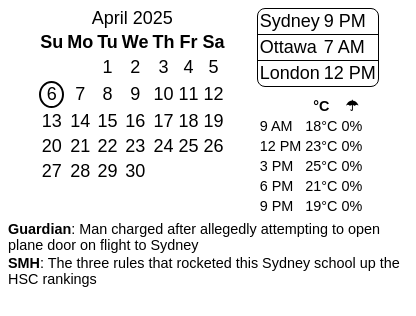 April 2025
Su Mo Tu We Th Fr Sa
1 2 3 4 5
6 7 8 9 10 11 12
13 14 15 16 17 18 19
20 21 22 23 24 25 26
27 28 29 30
Sydney 9 PM
Ottawa 7 AM
London 12 PM
°C ☂
9 AM 18°C 0%
12 PM 23°C 0%
3 PM 25°C 0%
6 PM 21°C 0%
9 PM 19°C 0%
Guardian: Man charged after allegedly attempting to open
plane door on flight to Sydney
SMH: The three rules that rocketed this Sydney school up the
HSC rankings